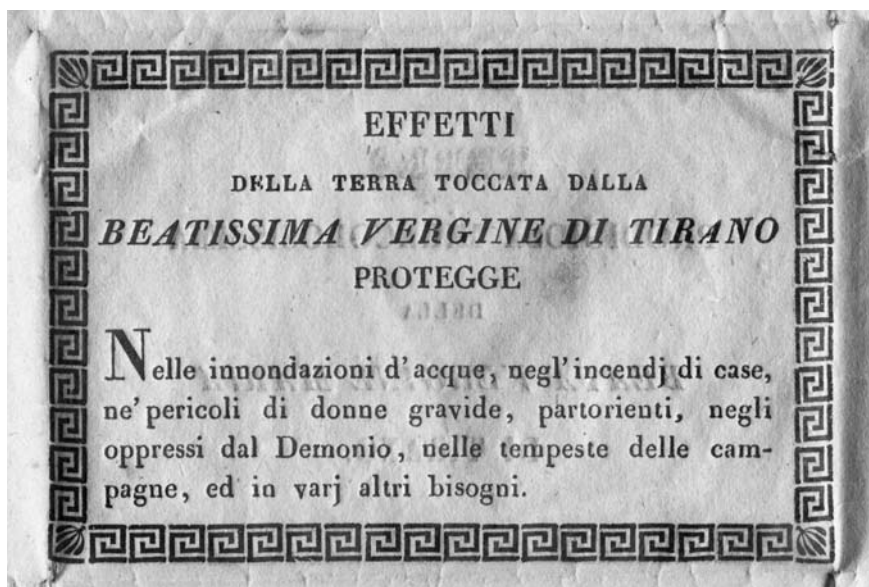 EFFETTI
DELLA TERRA TOCCATA DALLA
BEATISSIMA VERGINE DI TIRANO
PROTEGGE
Nelle innondazioni d'acque, negl'incendj di case,
ne' pericoli di donne gravide, partorienti, negli
oppressi dal Demonio, nelle tempeste delle cam-
pagne, ed in varj altri bisogni.